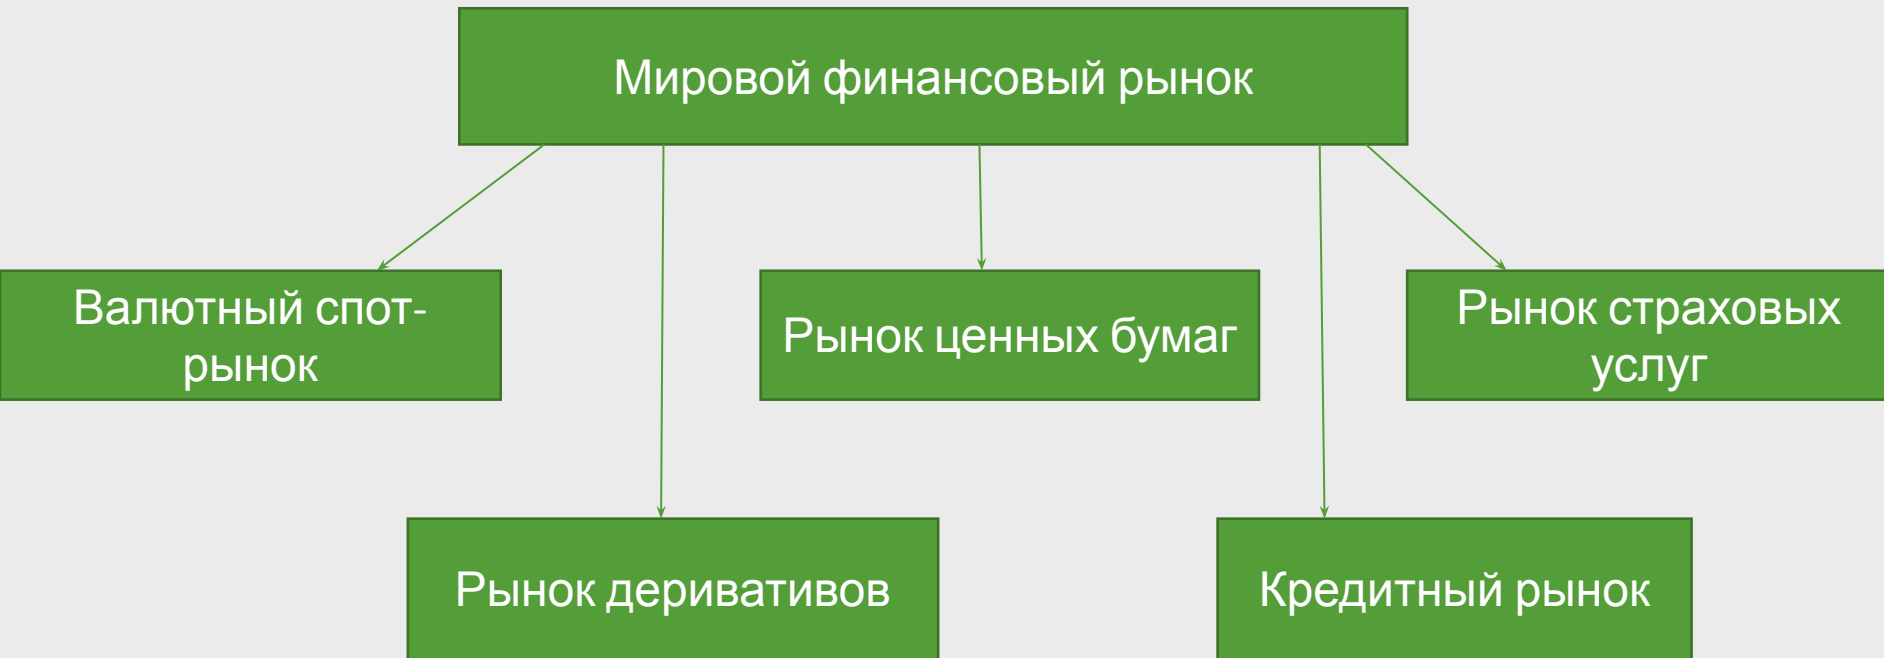 Мировой финансовый рынок
Валютный спот-
рынок
Рынок ценных бумаг
Рынок страховых
услуг
Рынок деривативов
Кредитный рынок